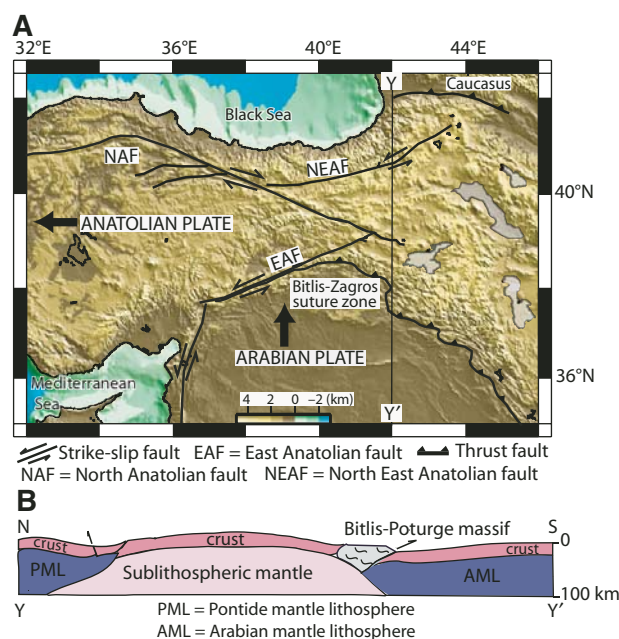 A
32°E 36°E 40°E 44°E
Y
Caucasus
Black Sea
NAF
NEAF
40°N
ANATOLIAN PLATE
EAF
Bitlis-Zagros
suture zone
ARABIAN PLATE
36°N
Mediterranean
Sea
4 2 0 −2 (km)
Y′
Strike-slip fault EAF = East Anatolian fault Thrust fault
NAF = North Anatolian fault NEAF = North East Anatolian fault
B
N S
Bitlis-Poturge massif
crust crust crust 0
PML Sublithospheric mantle AML
100 km
Y Y′
PML = Pontide mantle lithosphere
AML = Arabian mantle lithosphere